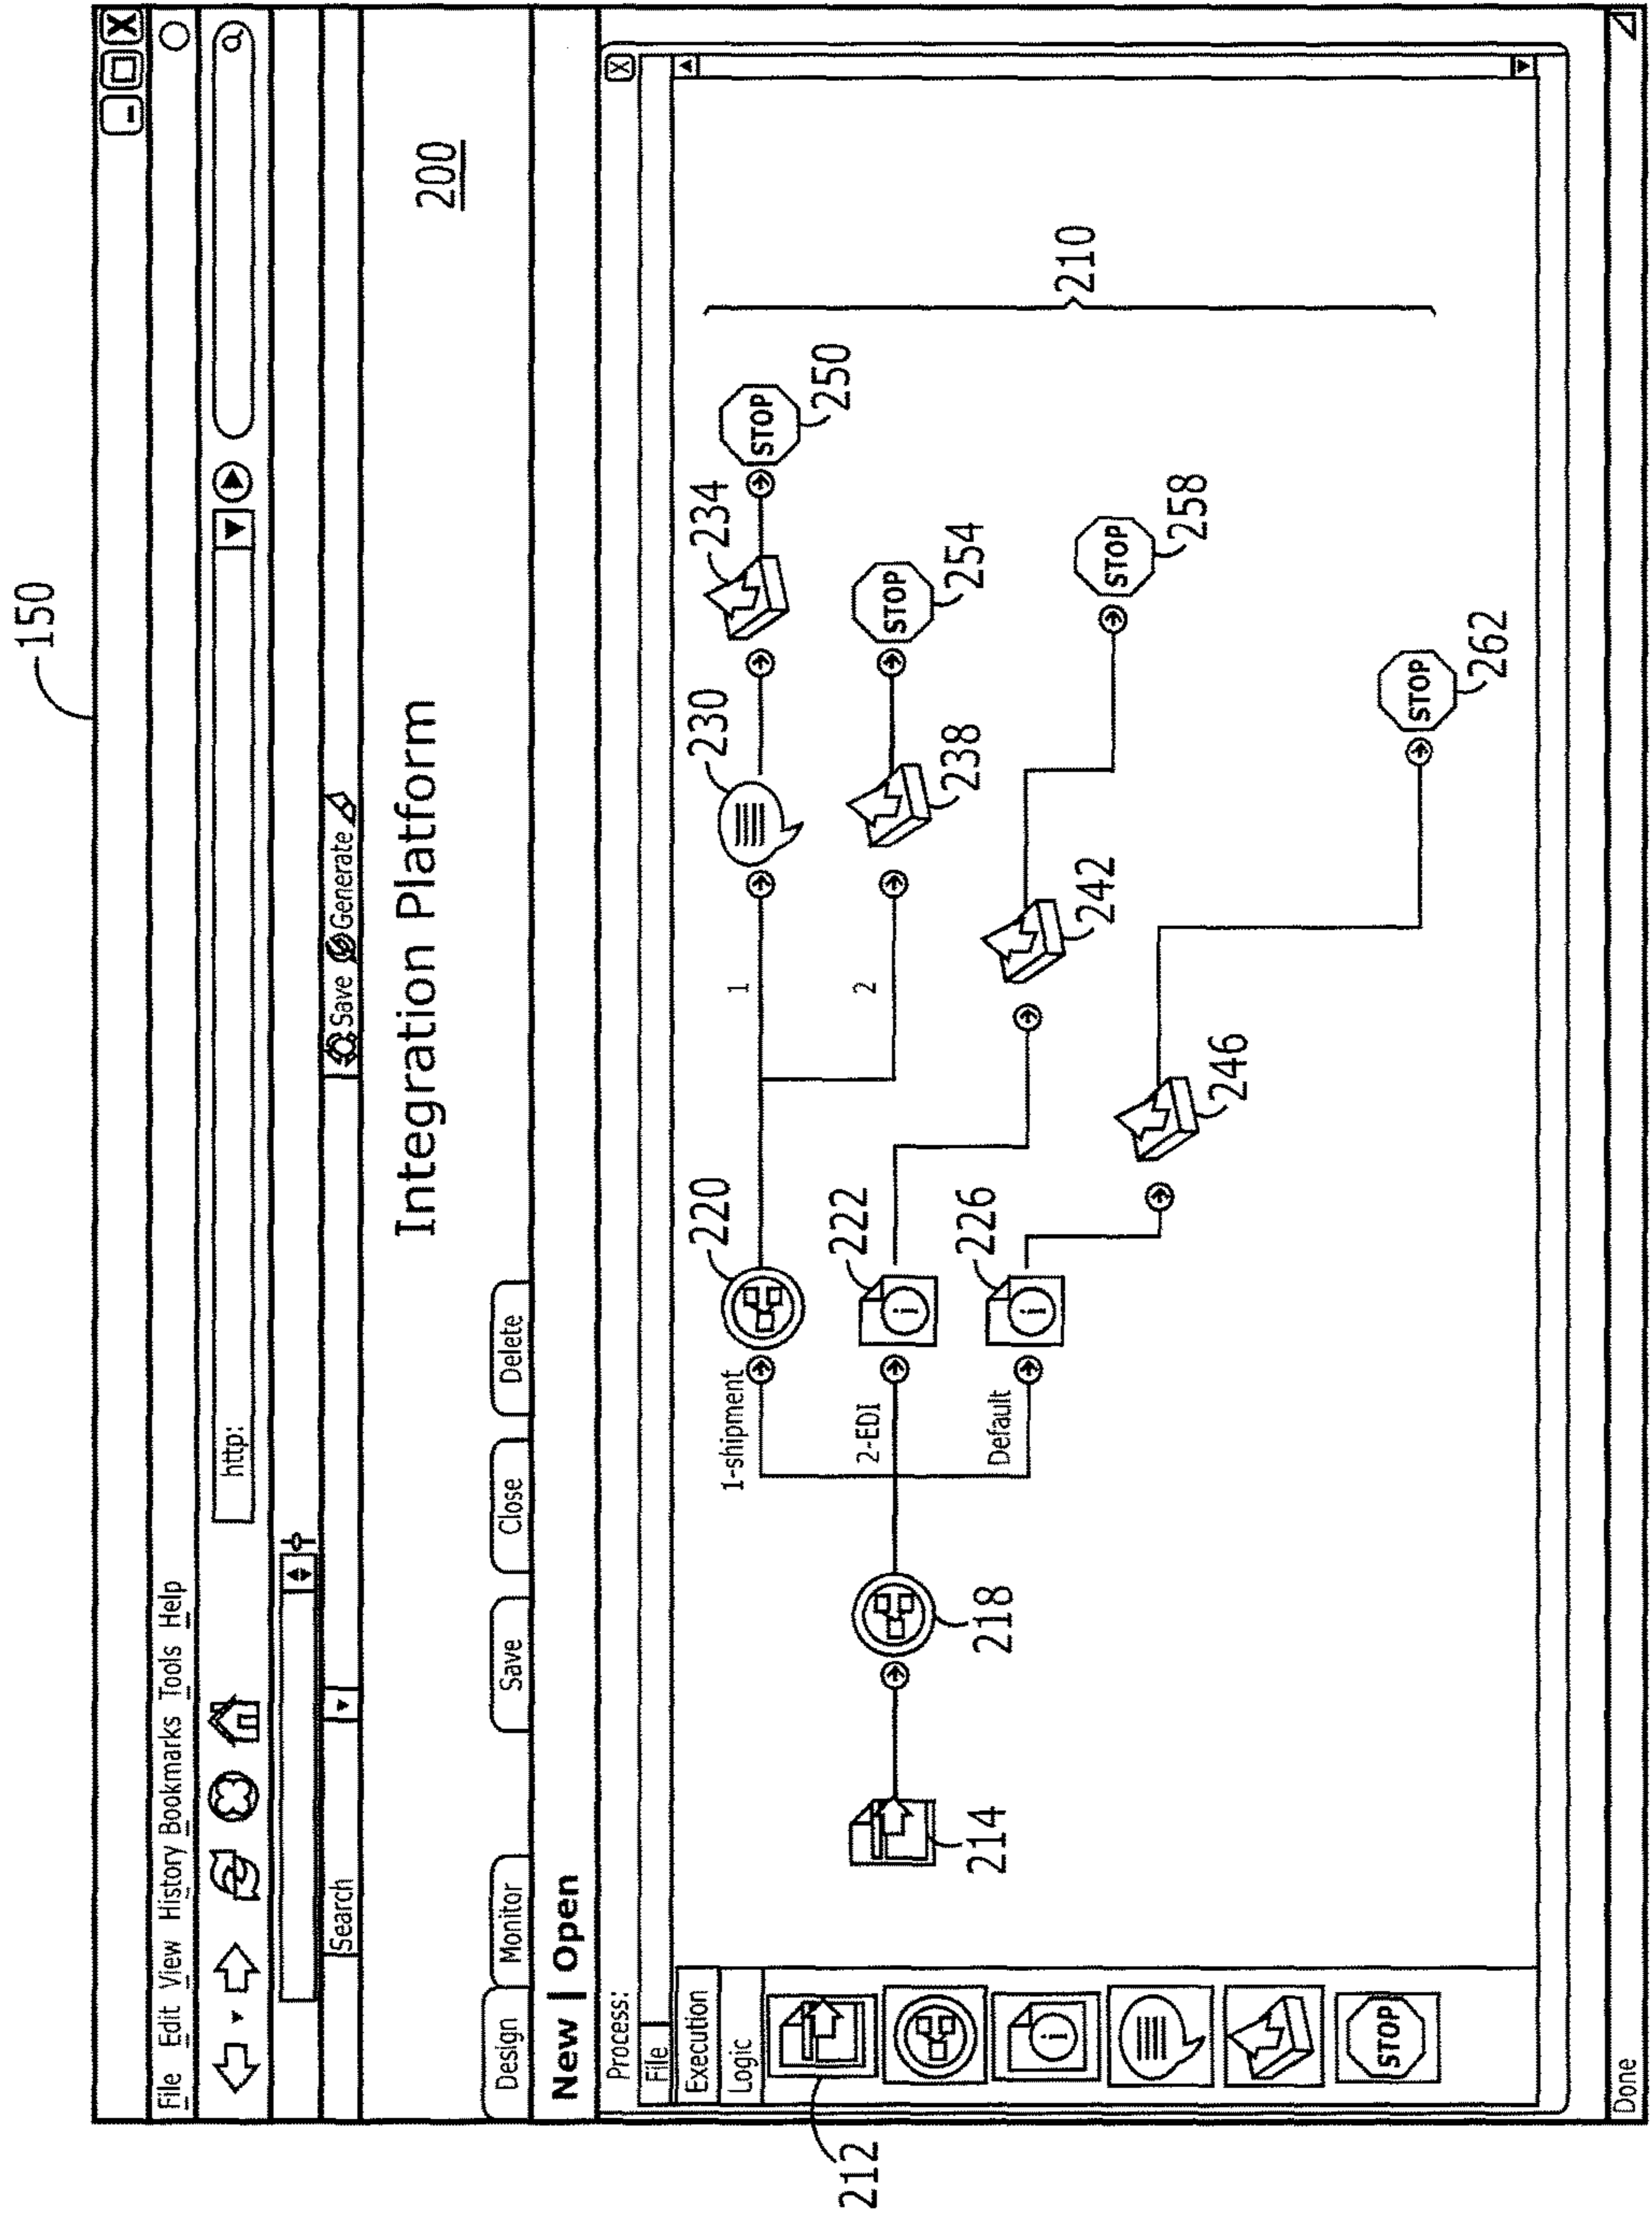 150
File Edit View History Bookmarks Tools Help
http:
Search
Save Generate
Integration Platform
200
Design Monitor Save Close Delete
New | Open
Process:
File
Execution
Logic
212
STOP
214
218
1-shipment
2-EDI
Default
220
222
226
1
2
230
234
238
242
246
STOP
250
STOP
254
STOP
258
STOP
262
210
Done